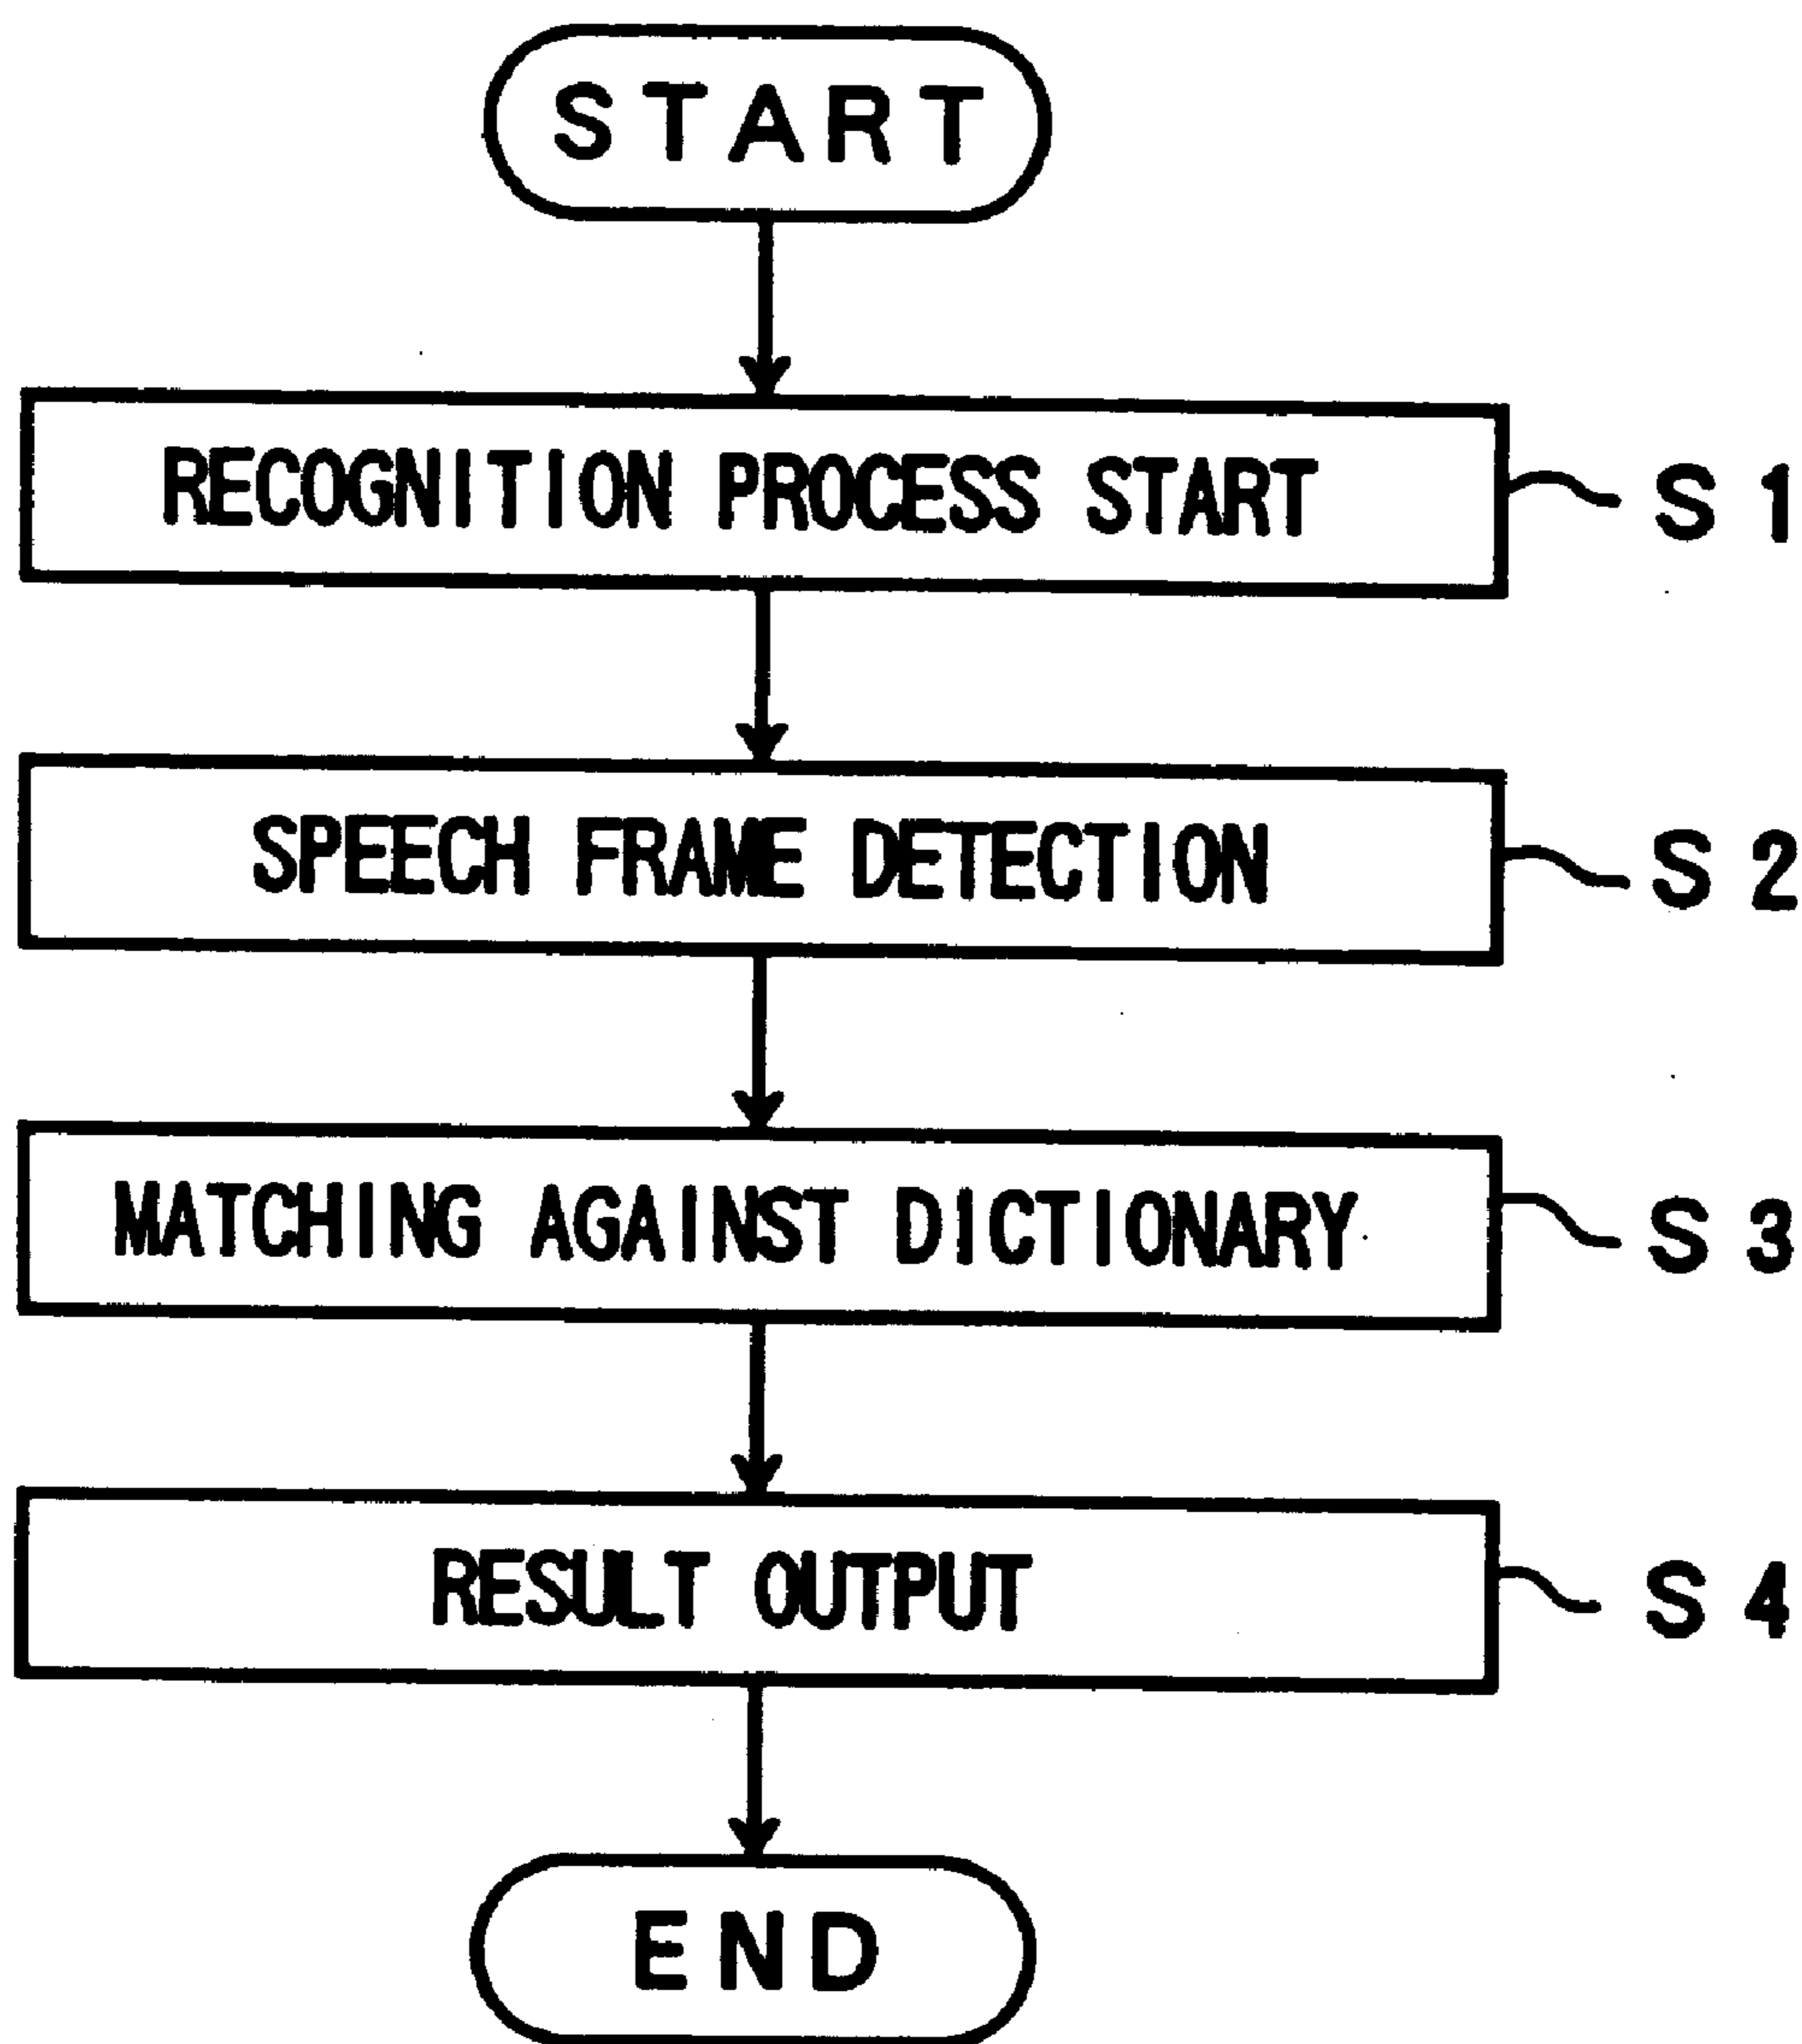 START
RECOGNITION PROCESS START
S1
SPEECH FRAME DETECTION
S2
MATCHING AGAINST DICTIONARY
S3
RESULT OUTPUT
S4
END